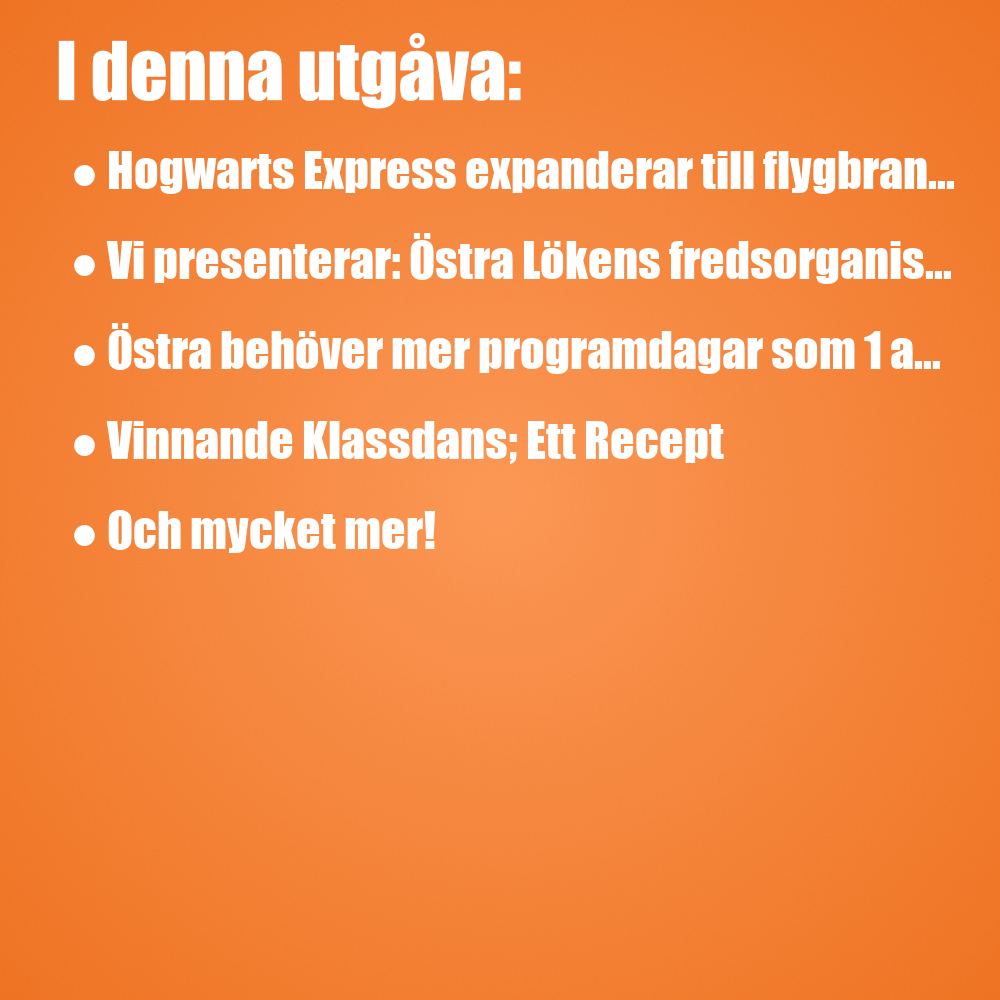 I denna utgåva:
• Hogwarts Express expanderar till flygbran...
• Vi presenterar: Östra Lökens fredsorganis...
• Östra behöver mer programdagar som 1 a...
• Vinnande Klassdans; Ett Recept
• Och mycket mer!